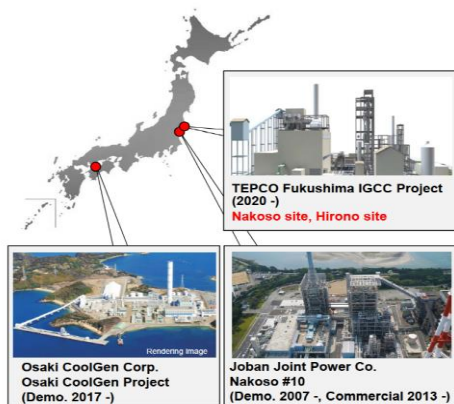 TEPCO Fukushima IGCC Project
(2020 -)
Nakoso site, Hirono site
Rendering Image
Osaki CoolGen Corp.
Osaki CoolGen Project
(Demo. 2017 -)
Joban Joint Power Co.
Nakoso #10
(Demo. 2007 -, Commercial 2013 -)